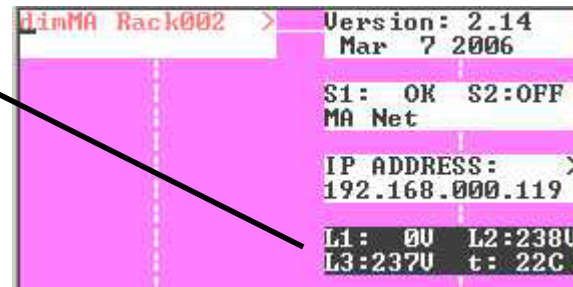 dimMA Rack002 >
Version: 2.14
Mar 7 2006
S1: OK S2:OFF
MA Net
IP ADDRESS: >
192.168.000.119
L1: 0V L2:238V
L3:237V t: 22C